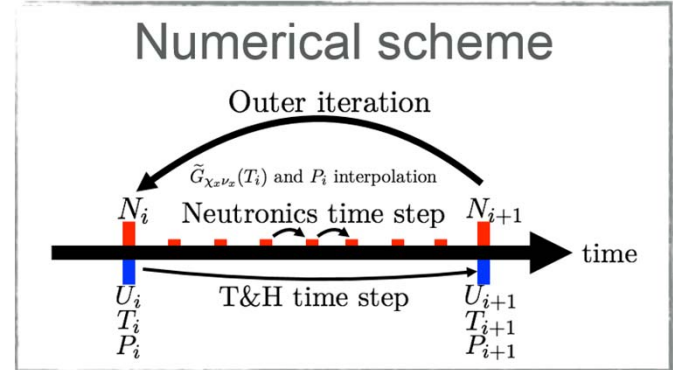 Numerical scheme
Outer iteration
G̃χₓνₓ(Tᵢ) and Pᵢ interpolation
Nᵢ Neutronics time step Nᵢ₊₁
time
T&H time step
Uᵢ Uᵢ₊₁
Tᵢ Tᵢ₊₁
Pᵢ Pᵢ₊₁